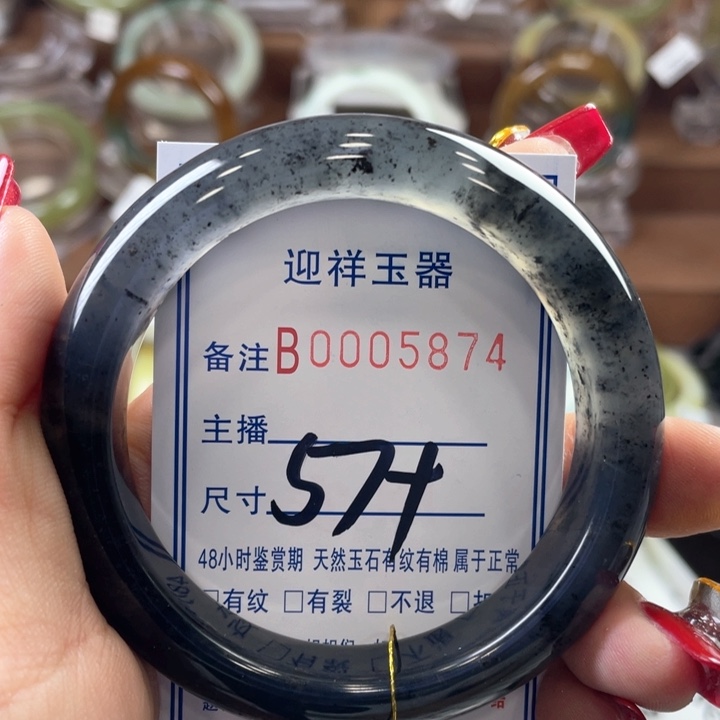 迎祥玉器
备注B0005874
主播
尺寸574
48小时鉴赏期 天然玉石有纹有棉属于正常
□有纹 □有裂 □不退 □